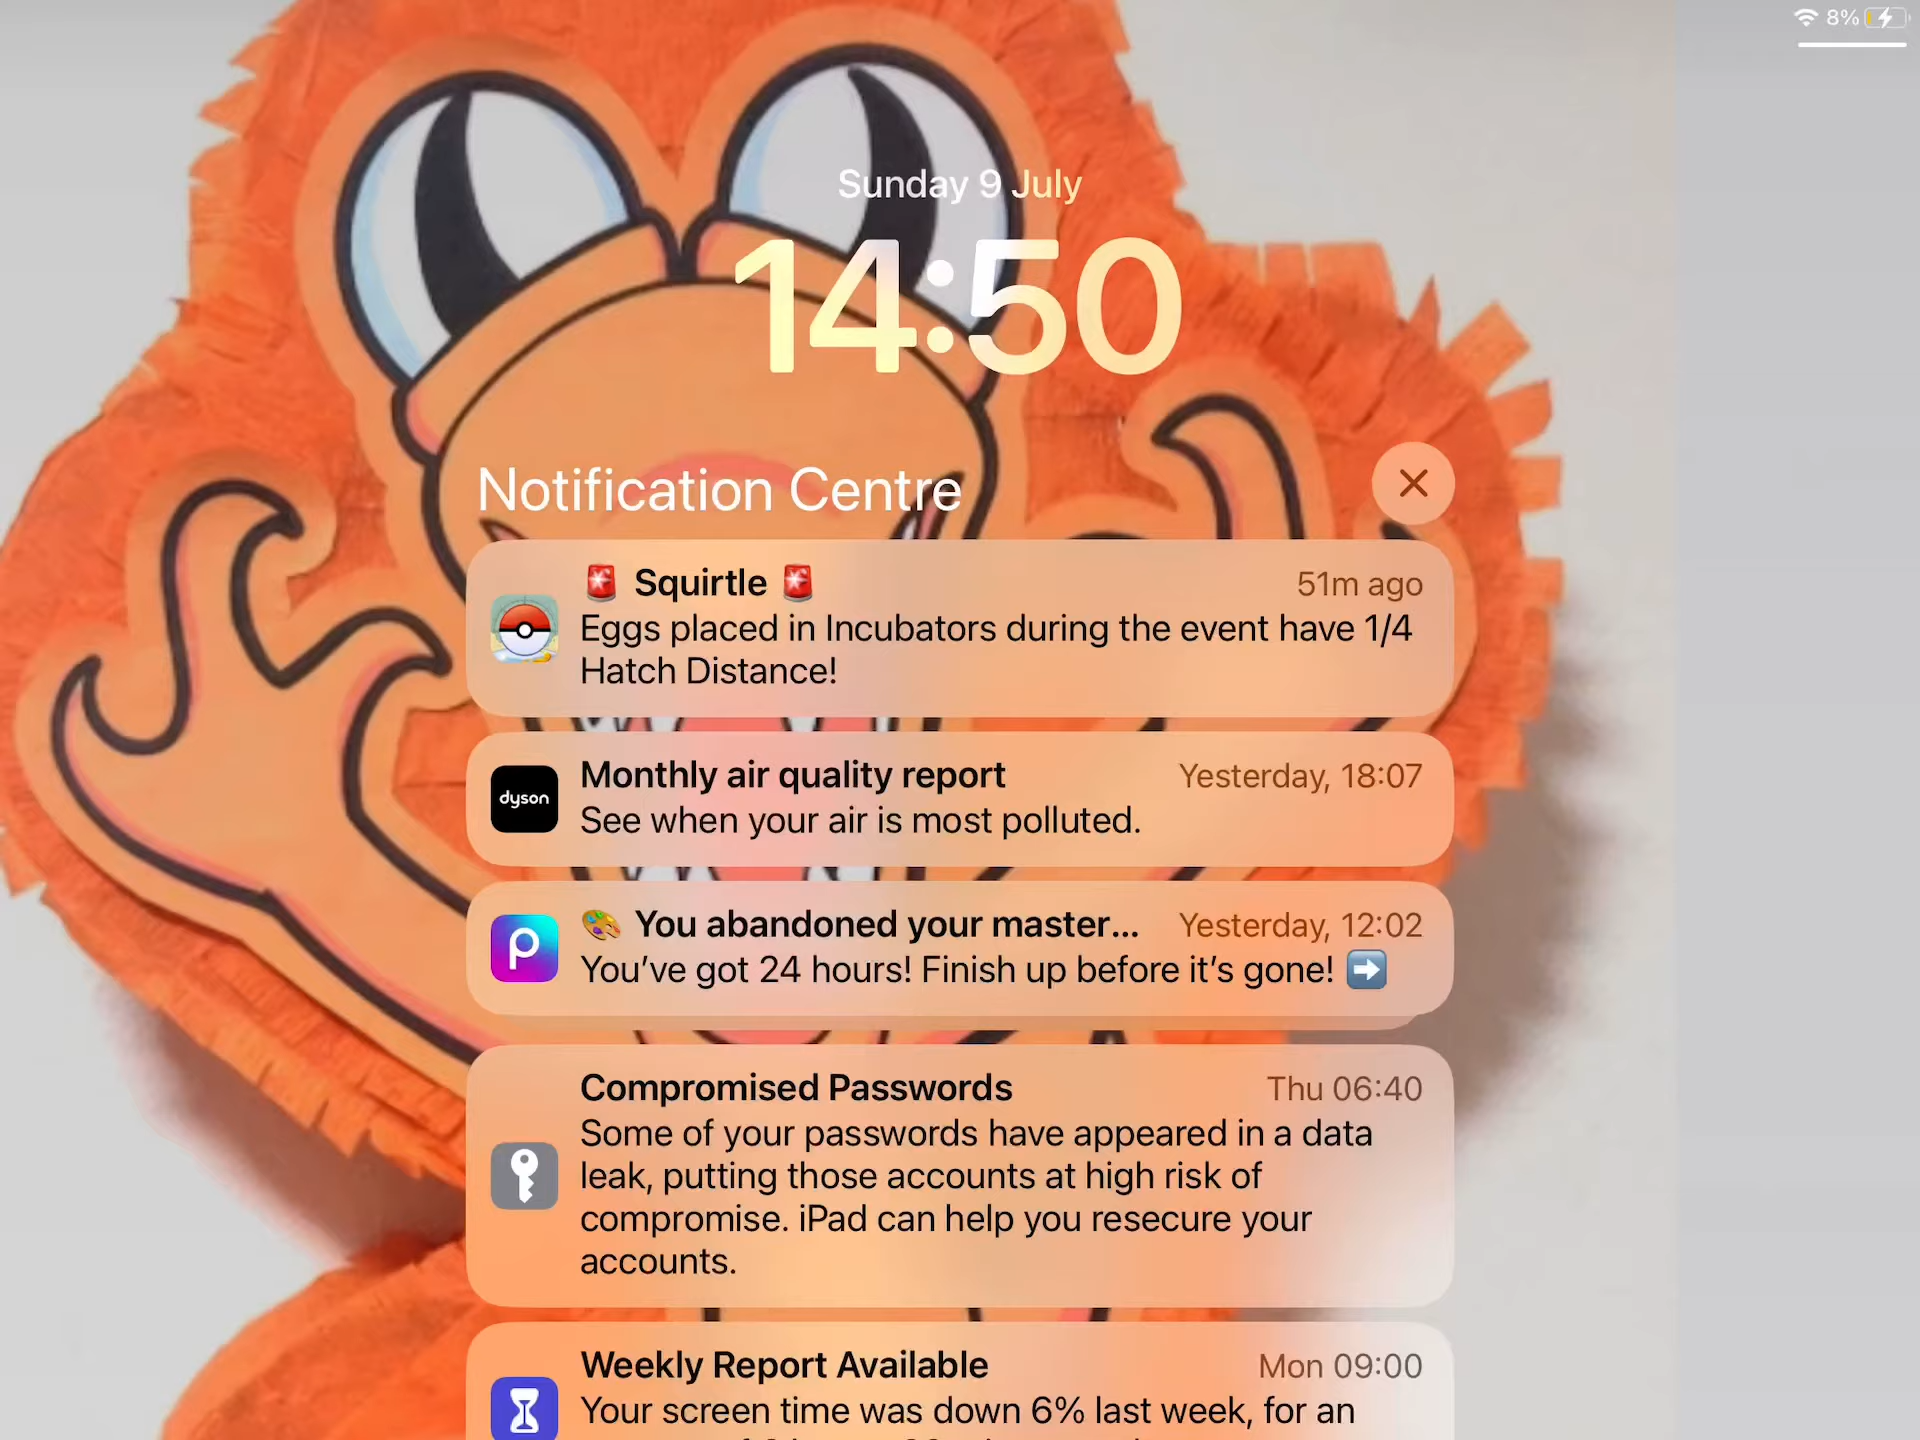 8%
Sunday 9 July
14:50
Notification Centre
🚨 Squirtle 🚨 51m ago
Eggs placed in Incubators during the event have 1/4
Hatch Distance!
dyson
Monthly air quality report Yesterday, 18:07
See when your air is most polluted.
🎨 You abandoned your master... Yesterday, 12:02
You’ve got 24 hours! Finish up before it’s gone! ➡️
Compromised Passwords Thu 06:40
Some of your passwords have appeared in a data
leak, putting those accounts at high risk of
compromise. iPad can help you resecure your
accounts.
Weekly Report Available Mon 09:00
Your screen time was down 6% last week, for an